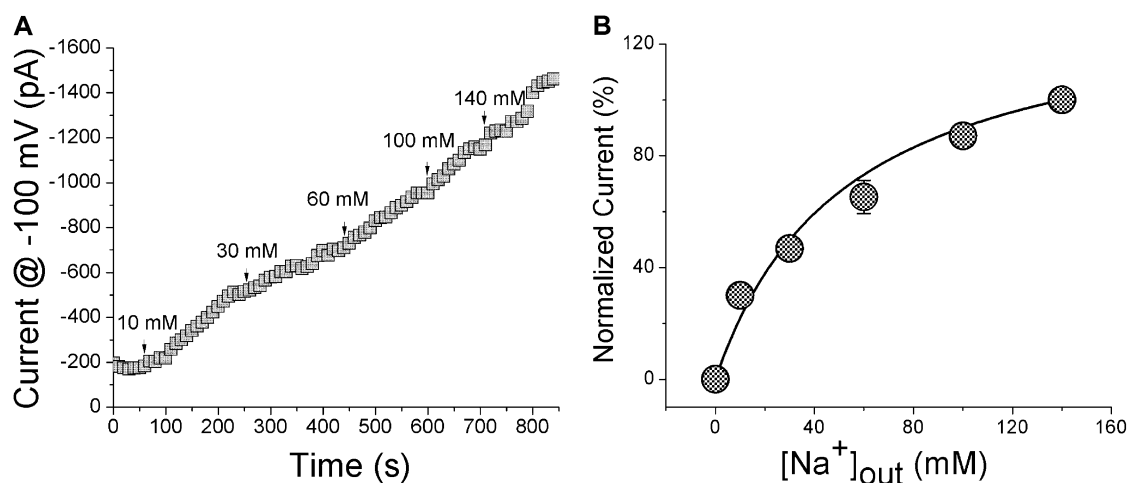 A
Current @ -100 mV (pA)
-1600
-1400
-1200
-1000
-800
-600
-400
-200
0
10 mM
30 mM
60 mM
100 mM
140 mM
0 100 200 300 400 500 600 700 800
Time (s)
B
Normalized Current (%)
120
80
40
0
0 40 80 120 160
[Na+]out (mM)